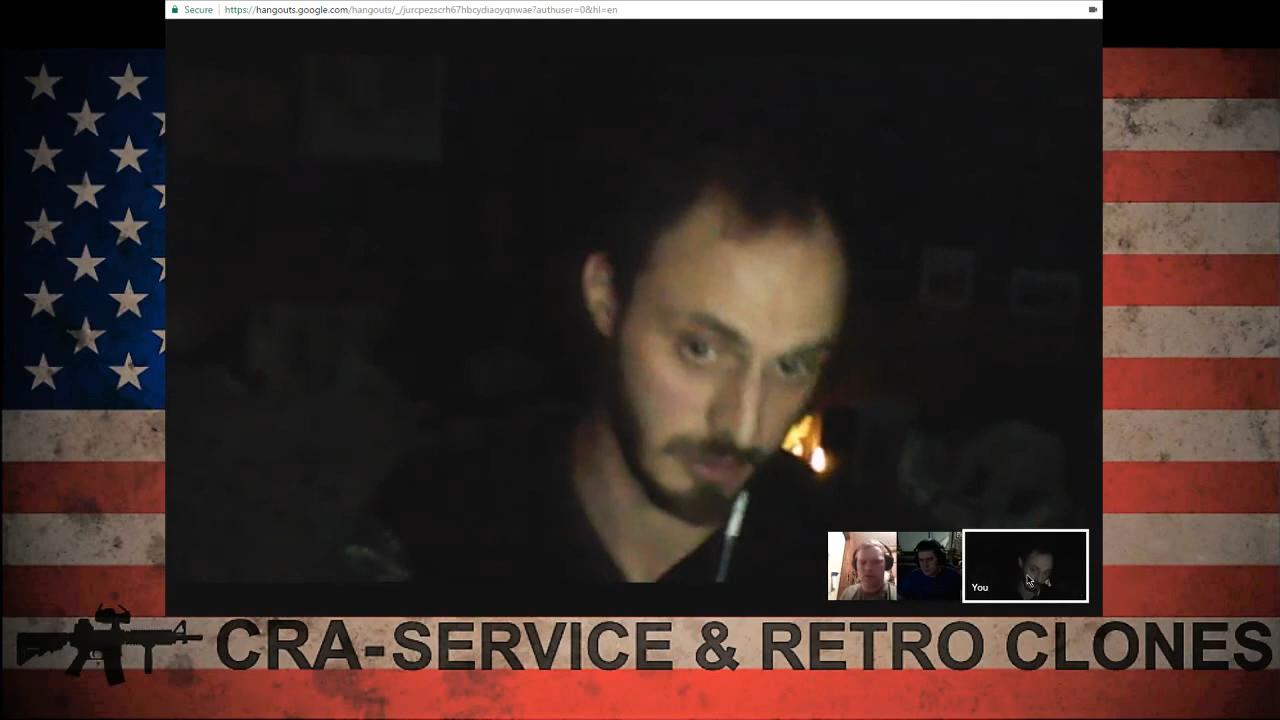 Secure https://hangouts.google.com/hangouts/_/jurcpezscrh67hbcydiaoyqnwae?authuser=0&hl=en
You
CRA-SERVICE & RETRO CLONES